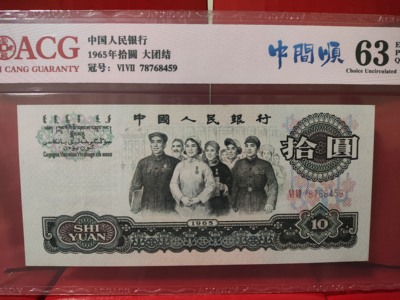 ACG
CANG GUARANTY
中国人民银行
1965年拾圆 大团结
冠号: VIVII 78768459
中間順
63 E
P
Q
Choice Uncirculated
中國人民銀行
拾圓
VIVII 78768459
1965
SHI
YUAN
10